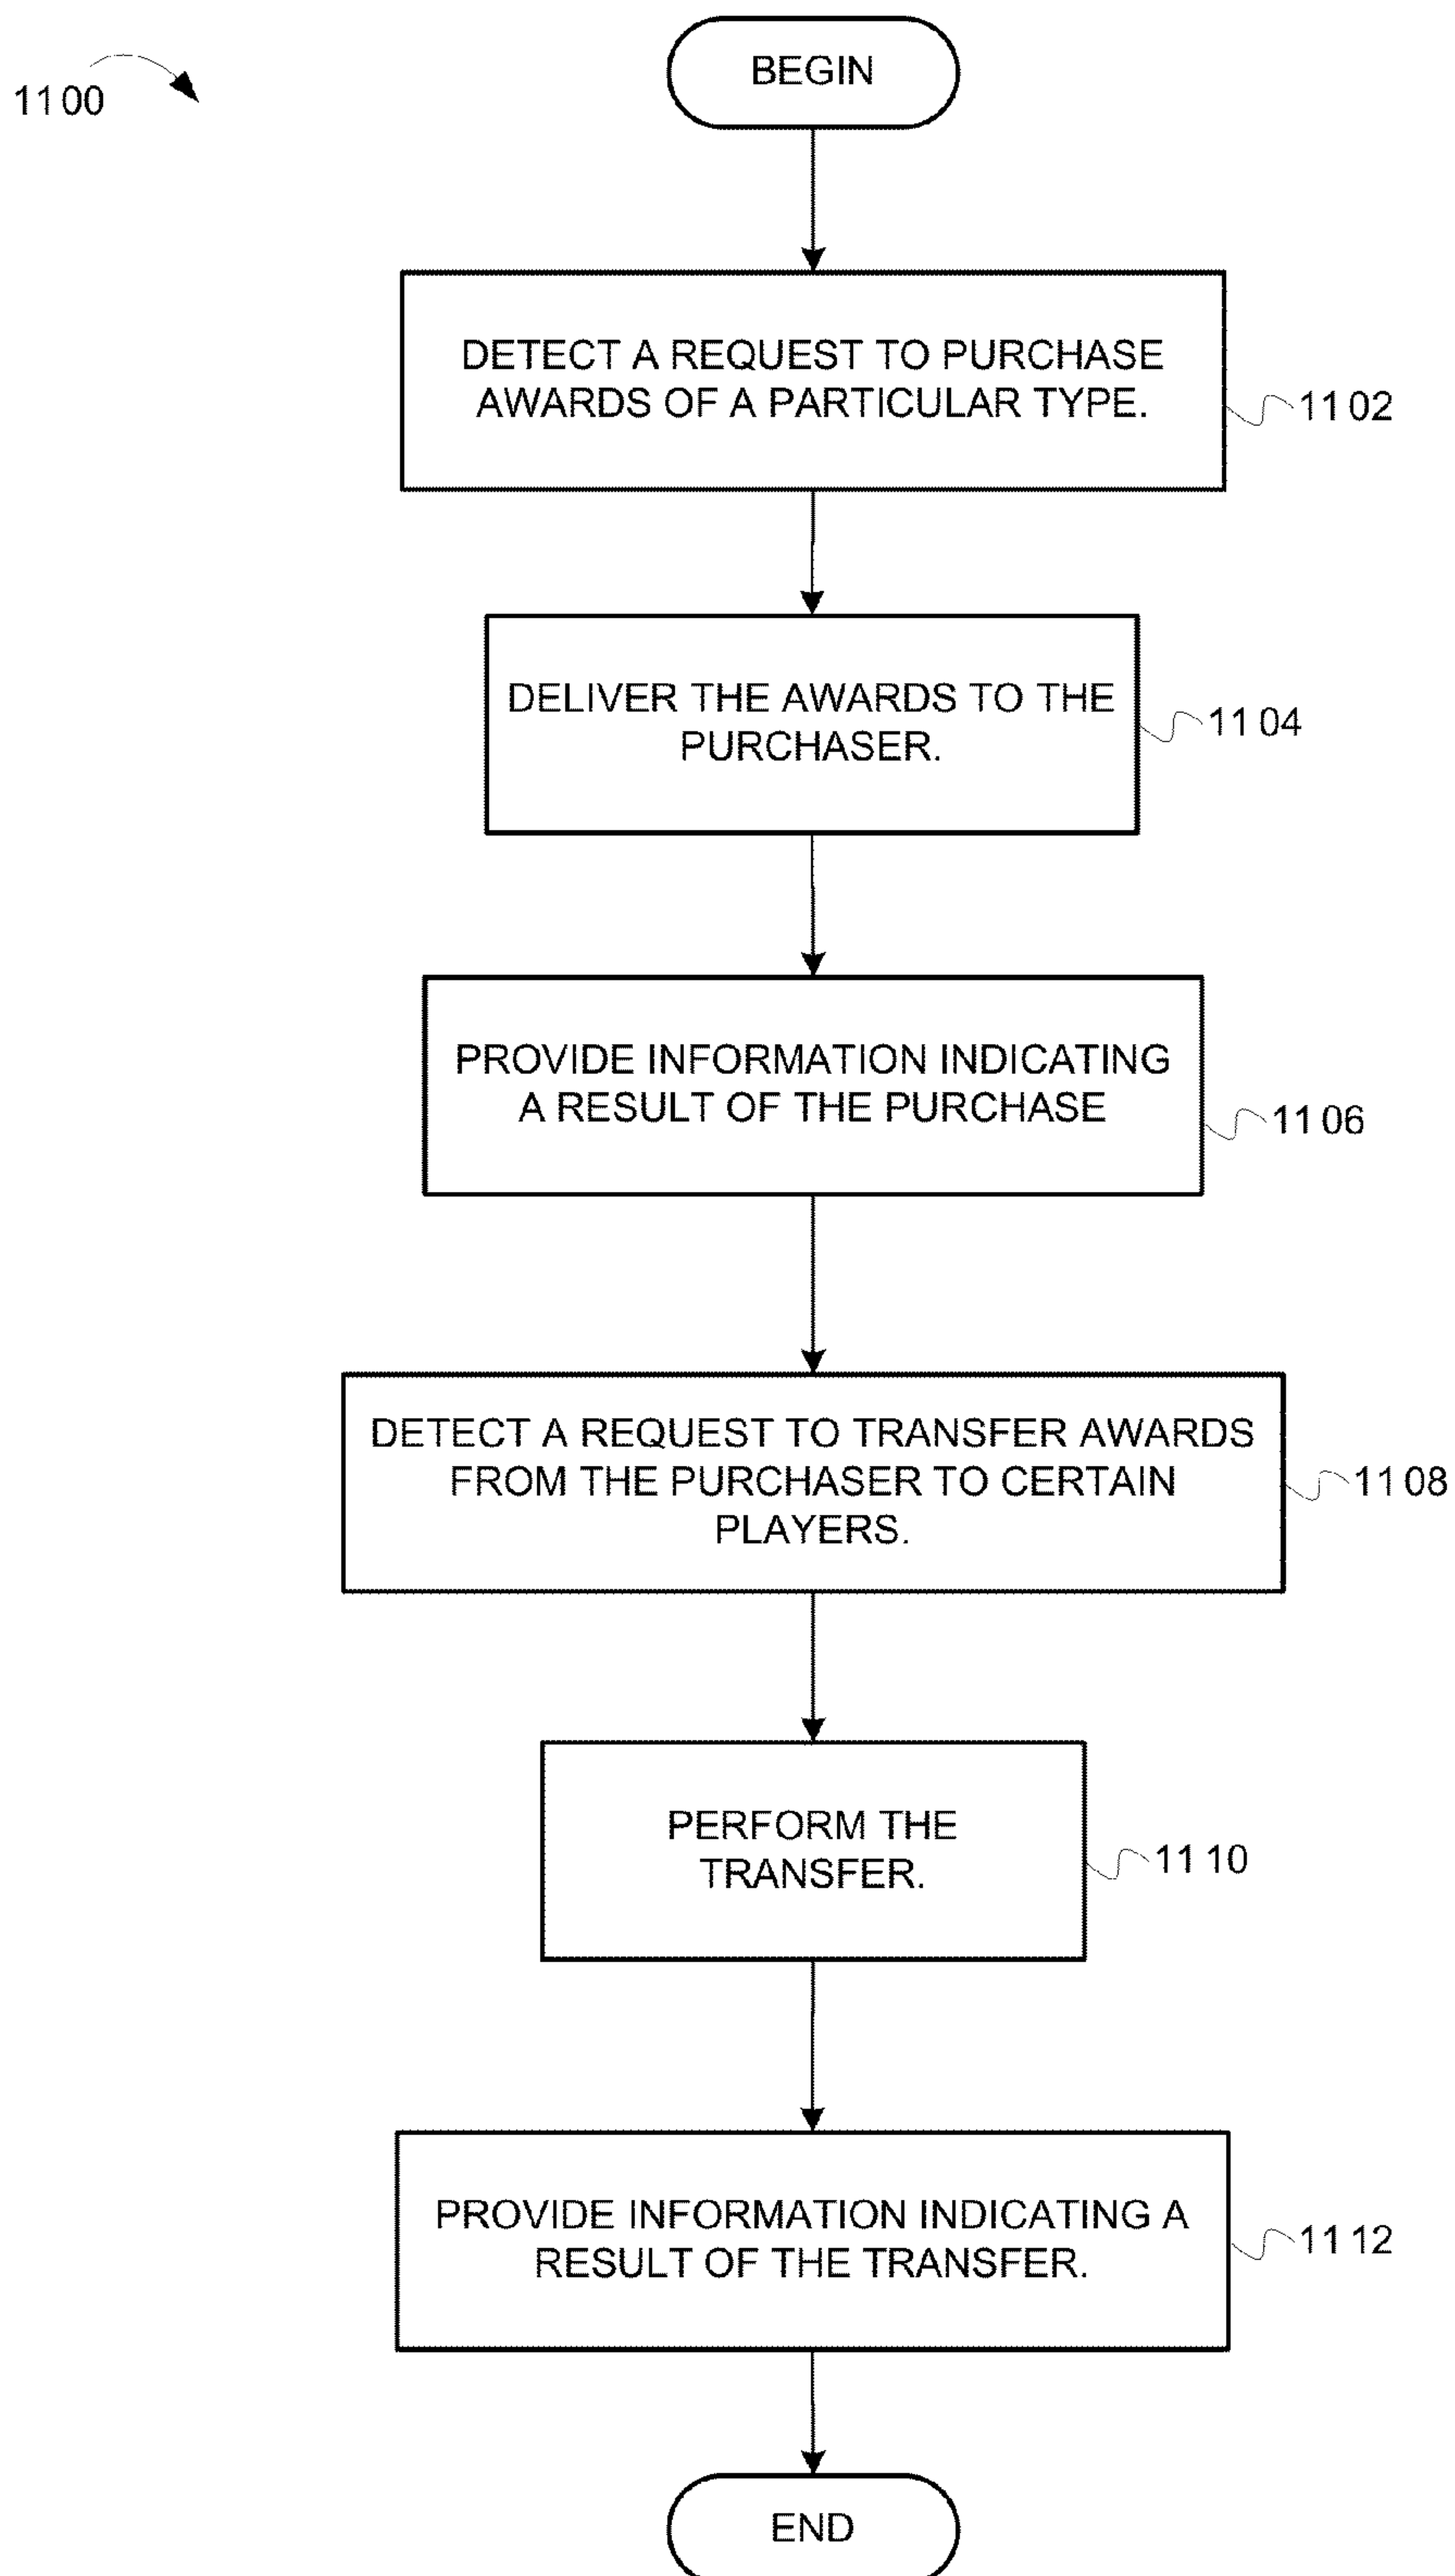 1100
BEGIN
DETECT A REQUEST TO PURCHASE
AWARDS OF A PARTICULAR TYPE.
1102
DELIVER THE AWARDS TO THE
PURCHASER.
1104
PROVIDE INFORMATION INDICATING
A RESULT OF THE PURCHASE
1106
DETECT A REQUEST TO TRANSFER AWARDS
FROM THE PURCHASER TO CERTAIN
PLAYERS.
1108
PERFORM THE
TRANSFER.
1110
PROVIDE INFORMATION INDICATING A
RESULT OF THE TRANSFER.
1112
END